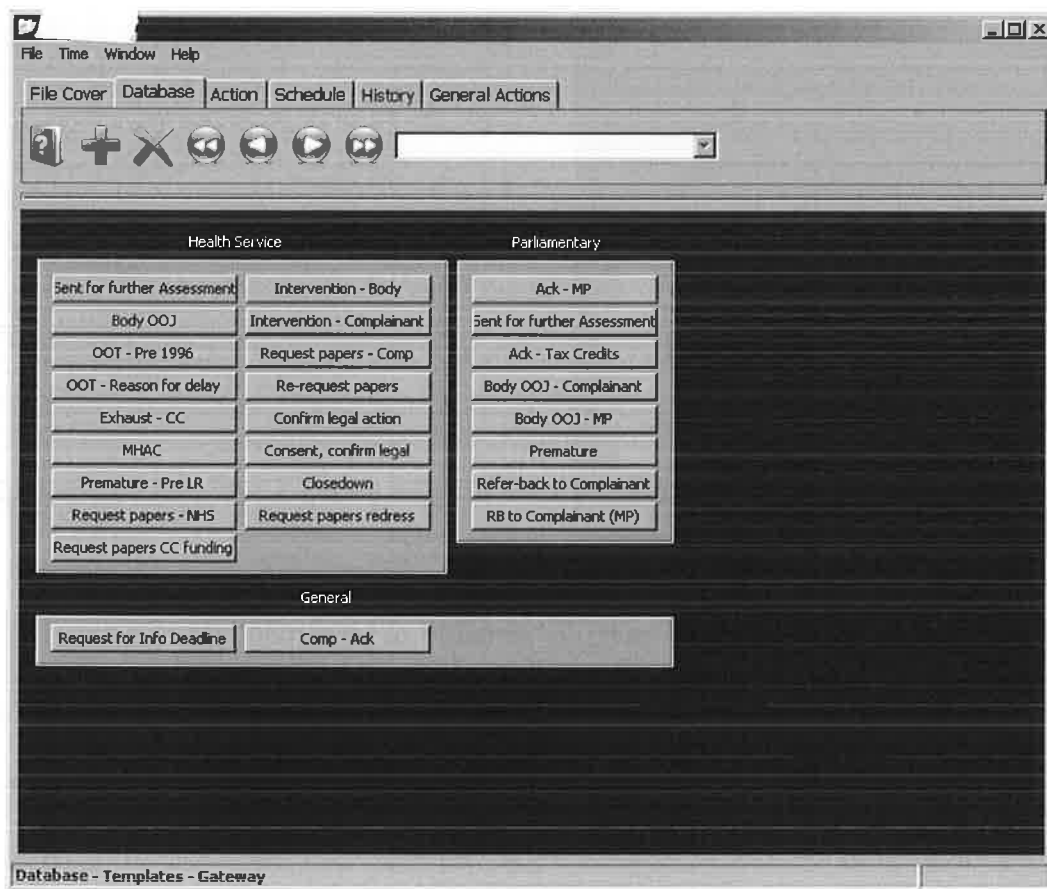 File Time Window Help
File Cover Database Action Schedule History General Actions
Health Service
Sent for further Assessment Intervention - Body
Body OOJ Intervention - Complainant
OOT - Pre 1996 Request papers - Comp
OOT - Reason for delay Re-request papers
Exhaust - CC Confirm legal action
MHAC Consent, confirm legal
Premature - Pre LR Closedown
Request papers - NHS Request papers redress
Request papers CC funding
Parliamentary
Ack - MP
Sent for further Assessment
Ack - Tax Credits
Body OOJ - Complainant
Body OOJ - MP
Premature
Refer-back to Complainant
RB to Complainant (MP)
General
Request for Info Deadline Comp - Ack
Database - Templates - Gateway